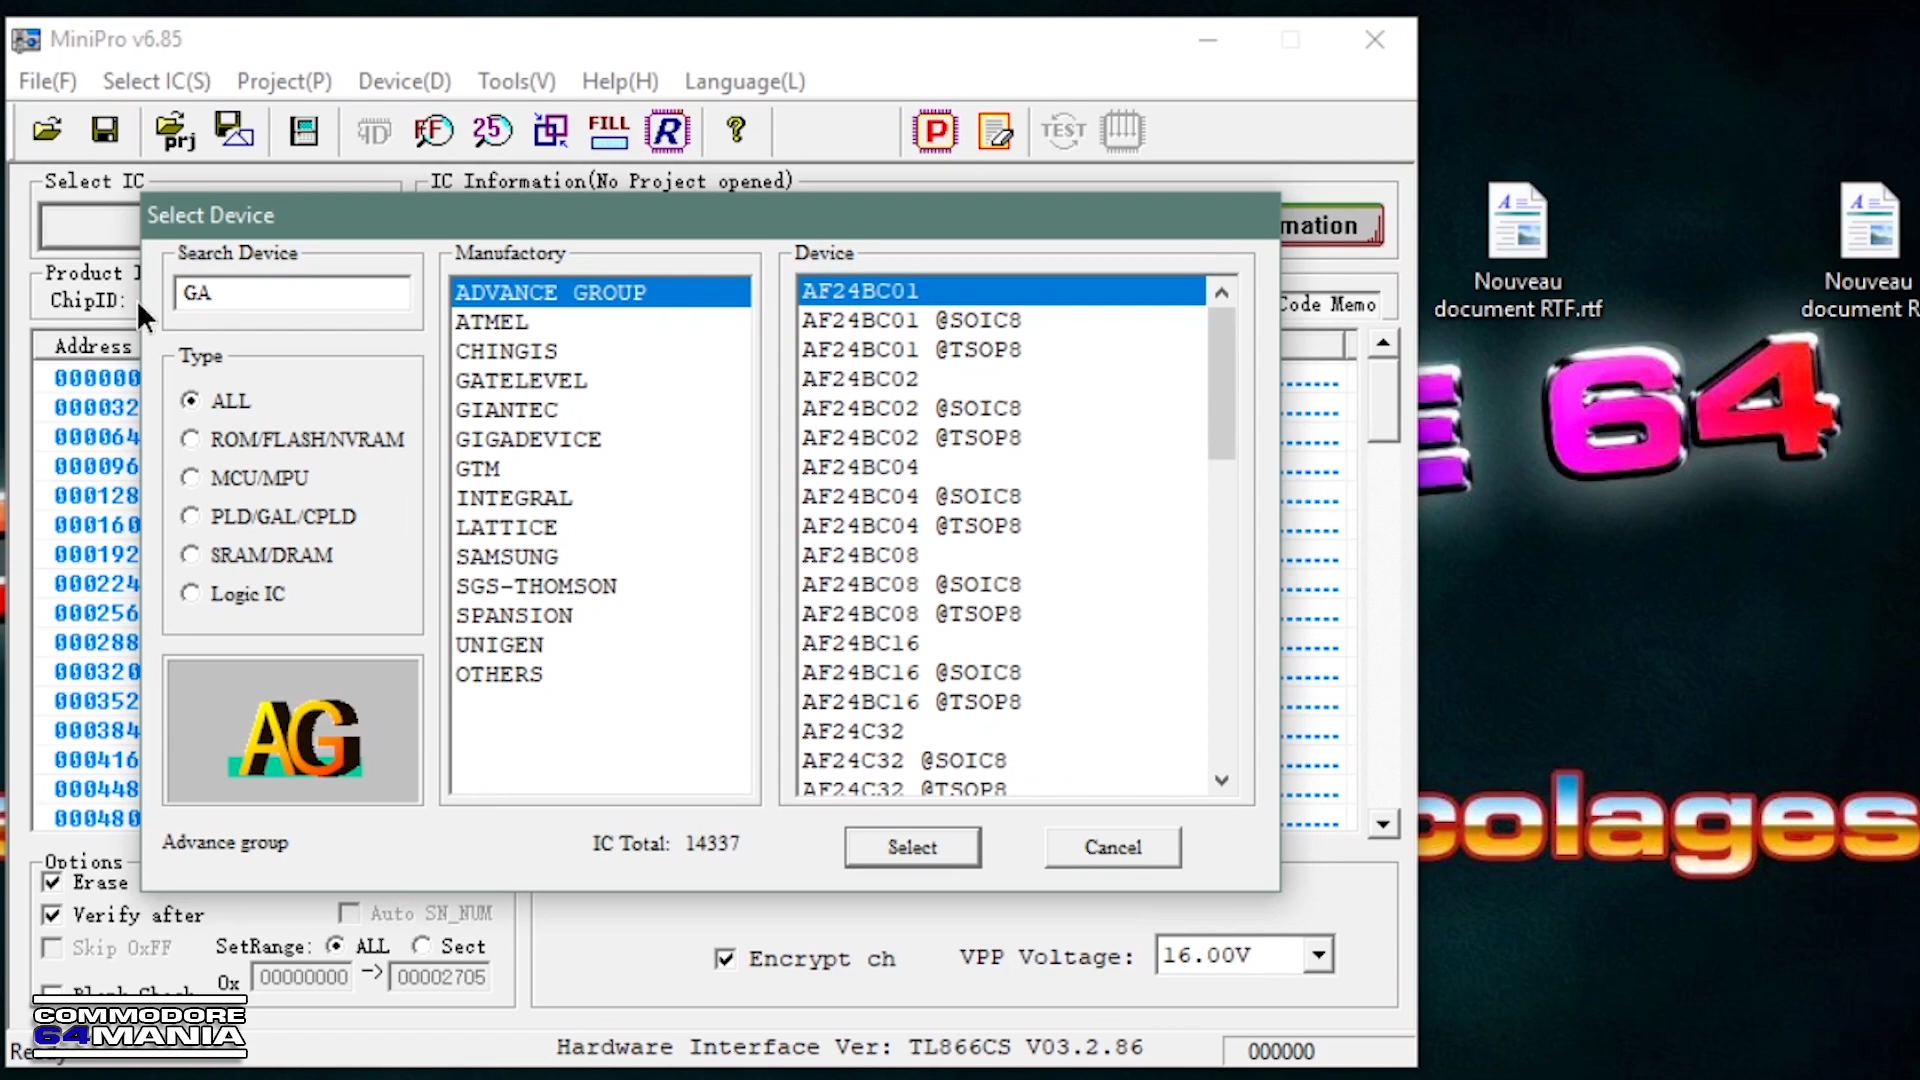 MiniPro v6.85
File(F) Select IC(S) Project(P) Device(D) Tools(V) Help(H) Language(L)
prj FF 25 FILL R ? P TEST
Select IC
IC Information(No Project opened)
mation
Select Device
Search Device
GA
Product I
ChipID:
Code Memo
Address
000000
000032
000064
000096
000128
000160
000192
000224
000256
000288
000320
000352
000384
000416
000448
000480
Type
ALL
ROM/FLASH/NVRAM
MCU/MPU
PLD/GAL/CPLD
SRAM/DRAM
Logic IC
AG
Advance group
Manufactory
ADVANCE GROUP
ATMEL
CHINGIS
GATELEVEL
GIANTEC
GIGADEVICE
GTM
INTEGRAL
LATTICE
SAMSUNG
SGS-THOMSON
SPANSION
UNIGEN
OTHERS
Device
AF24BC01
AF24BC01 @SOIC8
AF24BC01 @TSOP8
AF24BC02
AF24BC02 @SOIC8
AF24BC02 @TSOP8
AF24BC04
AF24BC04 @SOIC8
AF24BC04 @TSOP8
AF24BC08
AF24BC08 @SOIC8
AF24BC08 @TSOP8
AF24BC16
AF24BC16 @SOIC8
AF24BC16 @TSOP8
AF24C32
AF24C32 @SOIC8
AF24C32 @TSOP8
IC Total: 14337
Select
Cancel
Options
Erase
Verify after
Auto SN_NUM
Skip 0xFF
SetRange: ALL Sect
0x 00000000 -> 00002705
Blank Check
Encrypt ch
VPP Voltage: 16.00V
Hardware Interface Ver: TL866CS V03.2.86
000000
COMMODORE
64MANIA
Nouveau
document RTF.rtf
Nouveau
document R
E 64
colages